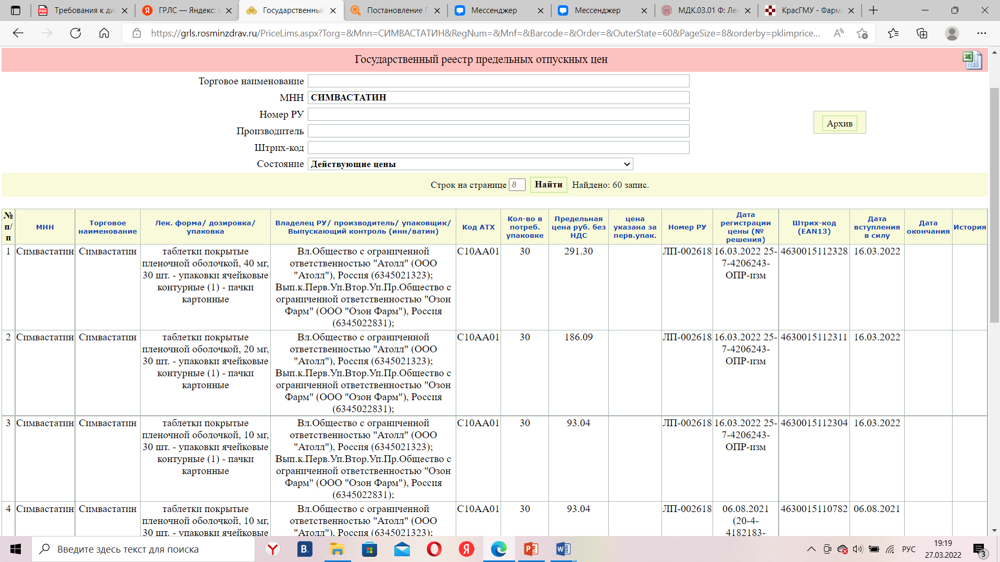 Требования к ди
ГРЛС — Яндекс:
Государственный
Постановление
Мессенджер
Мессенджер
МДК.03.01 Ф: Ле
КрасГМУ - Фарм
https://grls.rosminzdrav.ru/PriceLims.aspx?Torg=&Mnn=СИМВАСТАТИН&RegNum=&Mnf=&Barcode=&Order=&OuterState=60&PageSize=8&orderby=pklimprice...
Государственный реестр предельных отпускных цен
Торговое наименование
МНН СИМВАСТАТИН
Номер РУ
Производитель
Архив
Штрих-код
Состояние Действующие цены
Строк на странице 8 Найти Найдено: 60 запис.
№
п/
п
МНН
Торговое
наименование
Лек. форма/ дозировка/
упаковка
Владелец РУ/ производитель/ упаковщик/
Выпускающий контроль (инн/ватин)
Код АТХ
Кол-во в
потреб.
упаковке
Предельная
цена руб. без
НДС
цена
указана за
перв.упак.
Номер РУ
Дата
регистрации
цены (№
решения)
Штрих-код
(EAN13)
Дата
вступления
в силу
Дата
окончания
История
1
Симвастатин
Симвастатин
таблетки покрытые
пленочной оболочкой, 40 мг,
30 шт. - упаковки ячейковые
контурные (1) - пачки
картонные
Вл.Общество с ограниченной
ответственностью "Атолл" (ООО
"Атолл"), Россия (6345021323);
Вып.к.Перв.Уп.Втор.Уп.Пр.Общество с
ограниченной ответственностью "Озон
Фарм" (ООО "Озон Фарм"), Россия
(6345022831);
C10AA01
30
291.30
ЛП-002618
16.03.2022 25-
7-4206243-
ОПР-изм
4630015112328
16.03.2022
2
Симвастатин
Симвастатин
таблетки покрытые
пленочной оболочкой, 20 мг,
30 шт. - упаковки ячейковые
контурные (1) - пачки
картонные
Вл.Общество с ограниченной
ответственностью "Атолл" (ООО
"Атолл"), Россия (6345021323);
Вып.к.Перв.Уп.Втор.Уп.Пр.Общество с
ограниченной ответственностью "Озон
Фарм" (ООО "Озон Фарм"), Россия
(6345022831);
C10AA01
30
186.09
ЛП-002618
16.03.2022 25-
7-4206243-
ОПР-изм
4630015112311
16.03.2022
3
Симвастатин
Симвастатин
таблетки покрытые
пленочной оболочкой, 10 мг,
30 шт. - упаковки ячейковые
контурные (1) - пачки
картонные
Вл.Общество с ограниченной
ответственностью "Атолл" (ООО
"Атолл"), Россия (6345021323);
Вып.к.Перв.Уп.Втор.Уп.Пр.Общество с
ограниченной ответственностью "Озон
Фарм" (ООО "Озон Фарм"), Россия
(6345022831);
C10AA01
30
93.04
ЛП-002618
16.03.2022 25-
7-4206243-
ОПР-изм
4630015112304
16.03.2022
4
Симвастатин
Симвастатин
таблетки покрытые
пленочной оболочкой, 10 мг,
30 шт. - упаковки ячейковые
Вл.Общество с ограниченной
ответственностью "Атолл" (ООО
"Атолл"), Россия (6345021323);
C10AA01
30
93.04
ЛП-002618
06.08.2021
(20-4-
4182183-
4630015110782
06.08.2021
Введите здесь текст для поиска
РУС
19:19
27.03.2022
3